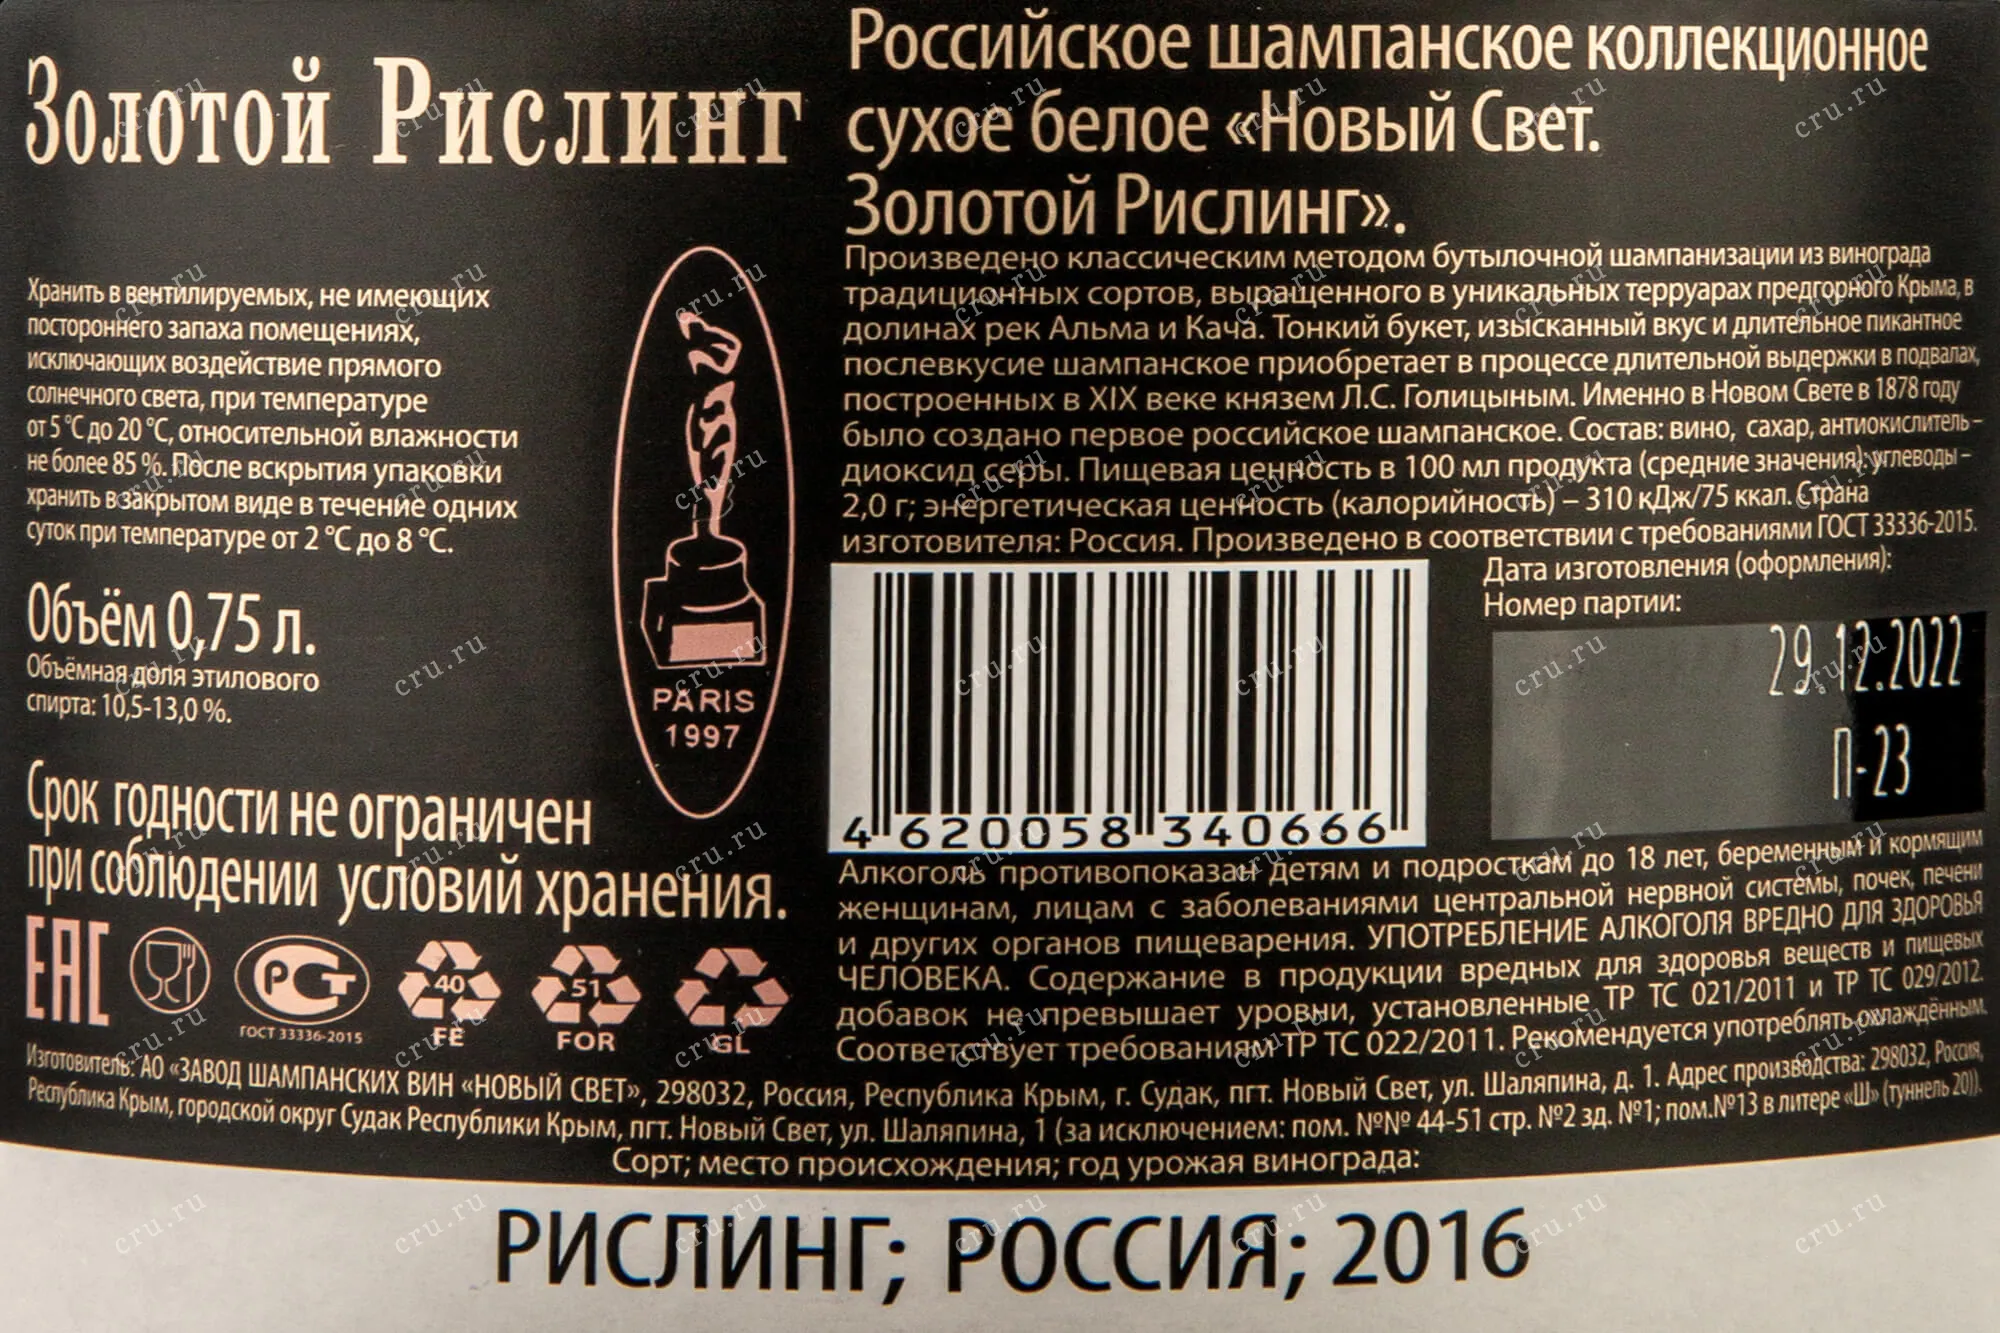 Золотой Рислинг
Хранить в вентилируемых, не имеющих
постороннего запаха помещениях,
исключающих воздействие прямого
солнечного света, при температуре
от 5 °С до 20 °С, относительной влажности
не более 85 %. После вскрытия упаковки
хранить в закрытом виде в течение одних
суток при температуре от 2 °С до 8 °С.
Объём 0,75 л.
Объёмная доля этилового
спирта: 10,5-13,0 %.
PARIS
1997
Срок годности не ограничен
при соблюдении условий хранения.
Российское шампанское коллекционное
сухое белое «Новый Свет.
Золотой Рислинг».
Произведено классическим методом бутылочной шампанизации из винограда
традиционных сортов, выращенного в уникальных терруарах предгорного Крыма, в
долинах рек Альма и Кача. Тонкий букет, изысканный вкус и длительное пикантное
послевкусие шампанское приобретает в процессе длительной выдержки в подвалах,
построенных в XIX веке князем Л.С. Голицыным. Именно в Новом Свете в 1878 году
было создано первое российское шампанское. Состав: вино, сахар, антиокислитель –
диоксид серы. Пищевая ценность в 100 мл продукта (средние значения): углеводы –
2,0 г; энергетическая ценность (калорийность) – 310 кДж/75 ккал. Страна
изготовителя: Россия. Произведено в соответствии с требованиями ГОСТ 33336-2015.
Дата изготовления (оформления):
Номер партии:
29.12.2022
П-23
4 620058 340666
Алкоголь противопоказан детям и подросткам до 18 лет, беременным и кормящим
женщинам, лицам с заболеваниями центральной нервной системы, почек, печени
и других органов пищеварения. УПОТРЕБЛЕНИЕ АЛКОГОЛЯ ВРЕДНО ДЛЯ ЗДОРОВЬЯ
ЧЕЛОВЕКА. Содержание в продукции вредных для здоровья веществ и пищевых
добавок не превышает уровни, установленные ТР ТС 021/2011 и ТР ТС 029/2012.
Соответствует требованиям ТР ТС 022/2011. Рекомендуется употреблять охлаждённым.
EAC
РСТ
ГОСТ 33336-2015
40
FE
51
FOR
GL
Изготовитель: АО «ЗАВОД ШАМПАНСКИХ ВИН «НОВЫЙ СВЕТ», 298032, Россия, Республика Крым, г. Судак, пгт. Новый Свет, ул. Шаляпина, д. 1. Адрес производства: 298032, Россия,
Республика Крым, городской округ Судак Республики Крым, пгт. Новый Свет, ул. Шаляпина, 1 (за исключением: пом. №№ 44-51 стр. №2 зд. №1; пом.№13 в литере «Ш» (туннель 20)).
Сорт; место происхождения; год урожая винограда:
РИСЛИНГ; РОССИЯ; 2016
cru.ru